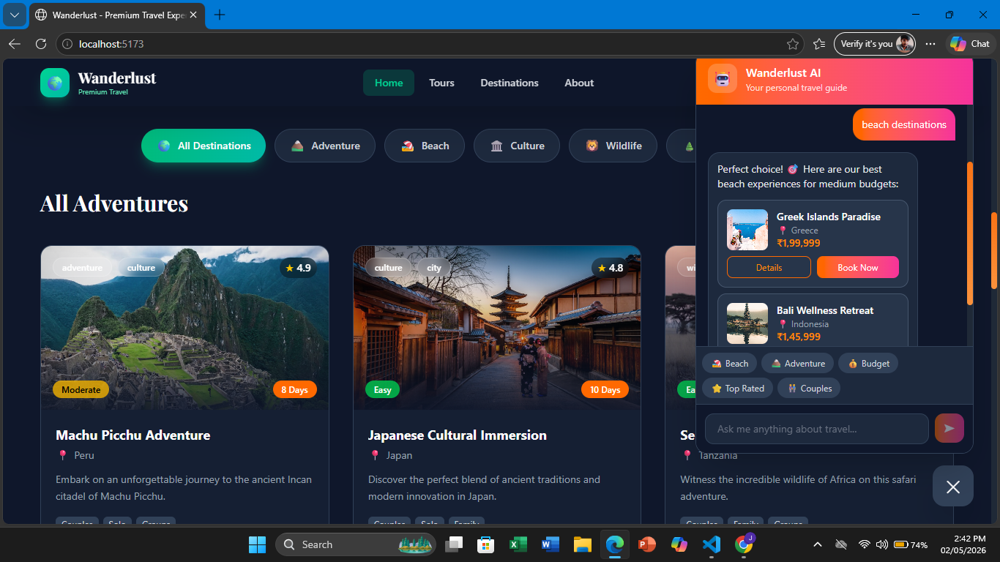 Wanderlust - Premium Travel Expe
localhost:5173
Verify it's you
Chat
Wanderlust
Premium Travel
Home
Tours
Destinations
About
All Destinations
Adventure
Beach
Culture
Wildlife
All Adventures
adventure
culture
4.9
Moderate
8 Days
Machu Picchu Adventure
Peru
Embark on an unforgettable journey to the ancient Incan
citadel of Machu Picchu.
Couples
Solo
Groups
culture
city
4.8
Easy
10 Days
Japanese Cultural Immersion
Japan
Discover the perfect blend of ancient traditions and
modern innovation in Japan.
Couples
Solo
Family
wi
Ea
Se
Tanzania
Witness the incredible wildlife of Africa on this safari
adventure.
Couples
Family
Groups
Wanderlust AI
Your personal travel guide
beach destinations
Perfect choice! 🎯 Here are our best
beach experiences for medium budgets:
Greek Islands Paradise
Greece
₹1,99,999
Details
Book Now
Bali Wellness Retreat
Indonesia
₹1,45,999
Beach
Adventure
Budget
Top Rated
Couples
Ask me anything about travel...
Search
J
74%
2:42 PM
02/05/2026